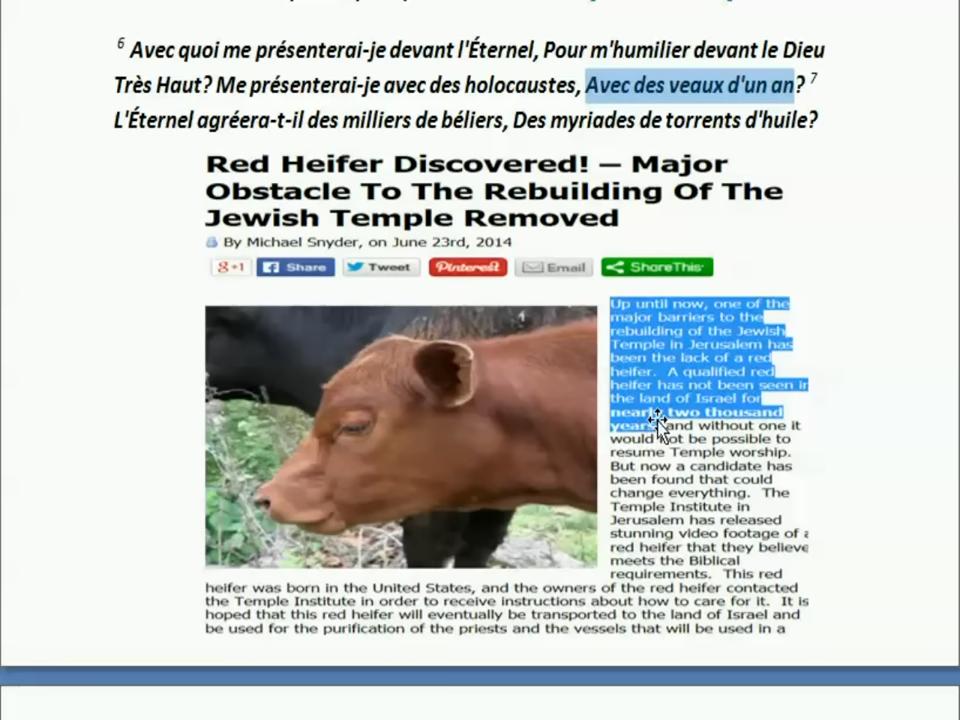 6 Avec quoi me présenterai-je devant l'Éternel, Pour m'humilier devant le Dieu
Très Haut? Me présenterai-je avec des holocaustes, Avec des veaux d'un an? 7
L'Éternel agréera-t-il des milliers de béliers, Des myriades de torrents d'huile?
Red Heifer Discovered! – Major
Obstacle To The Rebuilding Of The
Jewish Temple Removed
By Michael Snyder, on June 23rd, 2014
g+1 Share Tweet Pinterest Email ShareThis
Up until now, one of the
major barriers to the
rebuilding of the Jewish
Temple in Jerusalem has
been the lack of a red
heifer. A qualified red
heifer has not been seen in
the land of Israel for
nearly two thousand
years, and without one it
would not be possible to
resume Temple worship.
But now a candidate has
been found that could
change everything. The
Temple Institute in
Jerusalem has released
stunning video footage of a
red heifer that they believe
meets the Biblical
requirements. This red
heifer was born in the United States, and the owners of the red heifer contacted
the Temple Institute in order to receive instructions about how to care for it. It is
hoped that this red heifer will eventually be transported to the land of Israel and
be used for the purification of the priests and the vessels that will be used in a